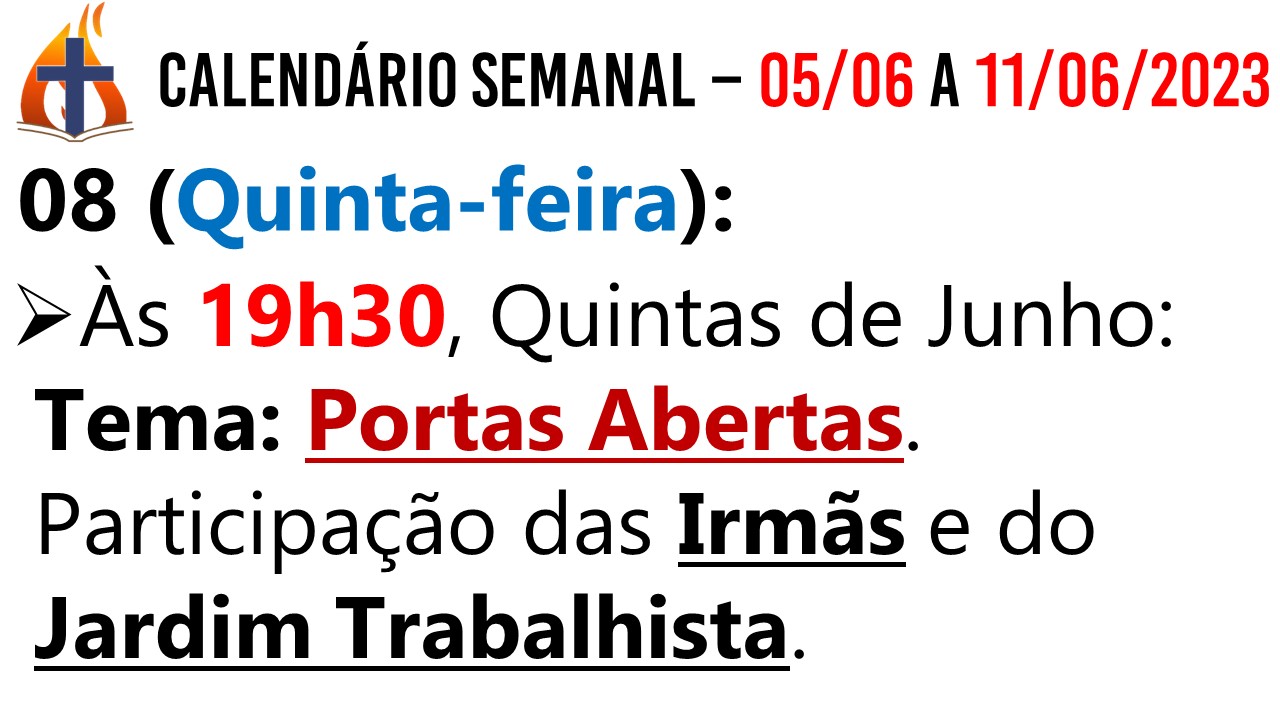 CALENDÁRIO SEMANAL – 05/06 A 11/06/2023
08 (Quinta-feira):
➢Às 19h30, Quintas de Junho:
Tema: Portas Abertas.
Participação das Irmãs e do
Jardim Trabalhista.